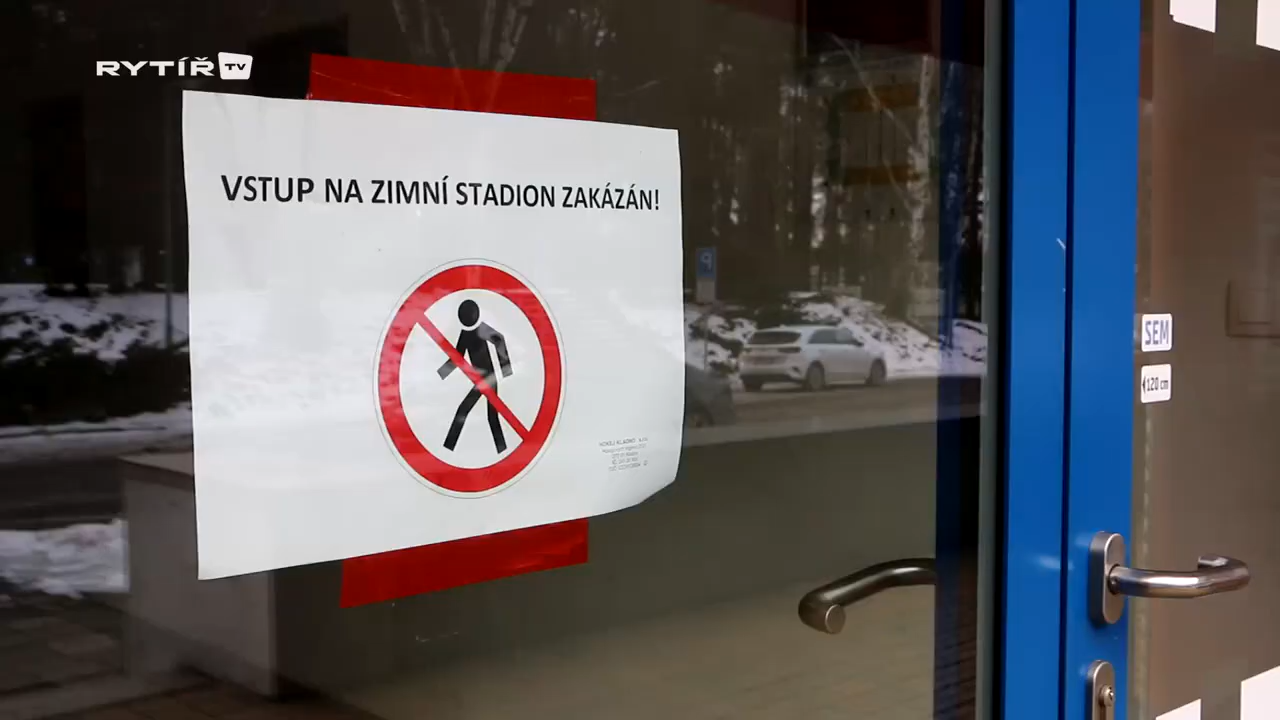 RYTÍŘ TV
VSTUP NA ZIMNÍ STADION ZAKÁZÁN!
P
SEM
120 cm